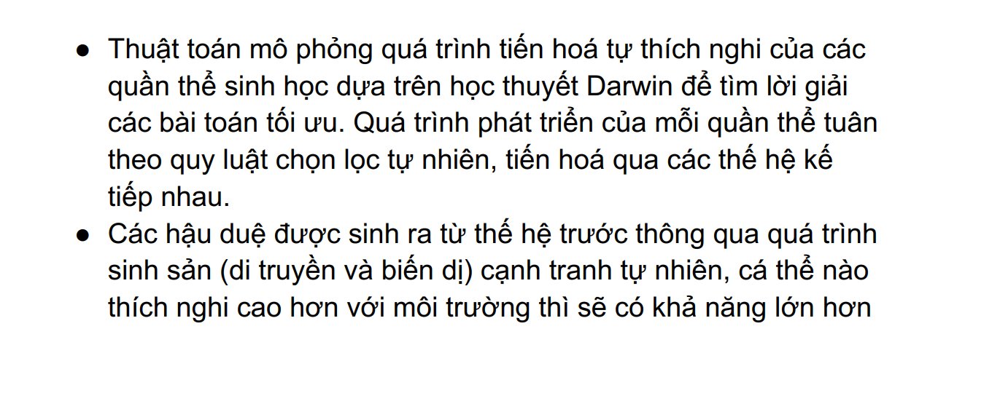 ● Thuật toán mô phỏng quá trình tiến hoá tự thích nghi của các
quần thể sinh học dựa trên học thuyết Darwin để tìm lời giải
các bài toán tối ưu. Quá trình phát triển của mỗi quần thể tuân
theo quy luật chọn lọc tự nhiên, tiến hoá qua các thế hệ kế
tiếp nhau.
● Các hậu duệ được sinh ra từ thế hệ trước thông qua quá trình
sinh sản (di truyền và biến dị) cạnh tranh tự nhiên, cá thể nào
thích nghi cao hơn với môi trường thì sẽ có khả năng lớn hơn